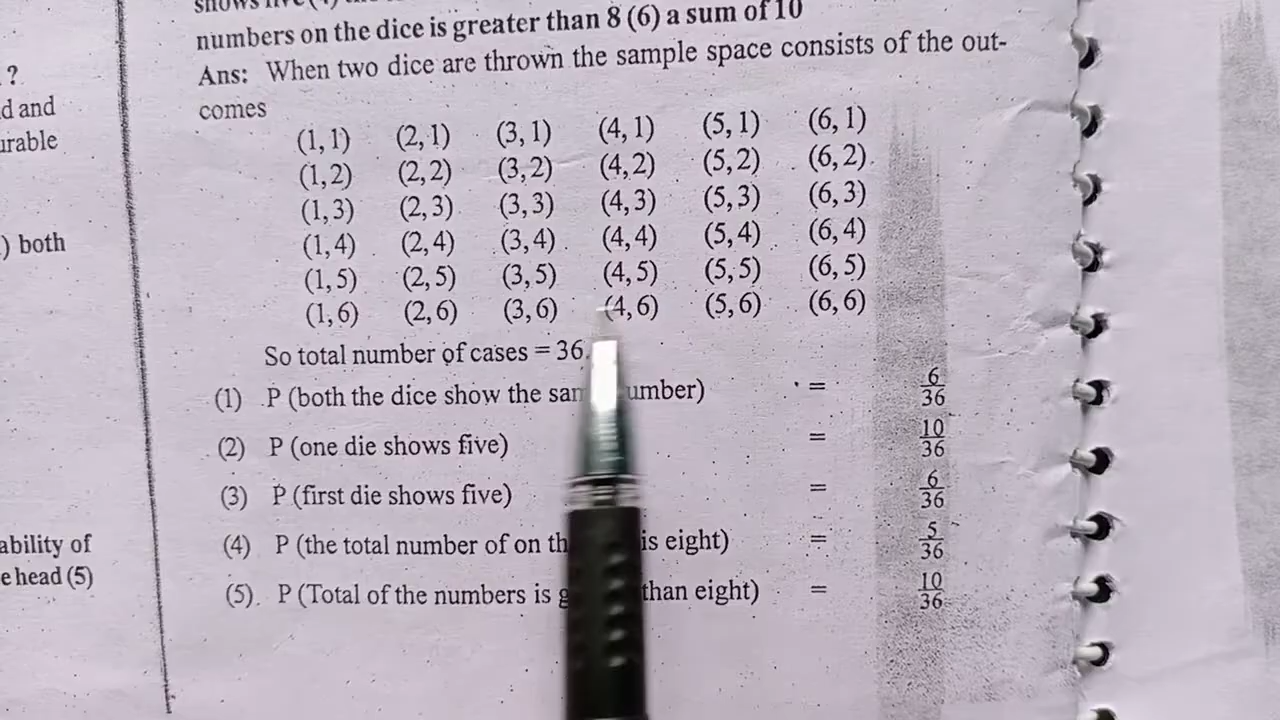 numbers on the dice is greater than 8 (6) a sum of 10
Ans: When two dice are thrown the sample space consists of the out-
comes
(1, 1) (2, 1) (3, 1) (4, 1) (5, 1) (6, 1)
(1, 2) (2, 2) (3, 2) (4, 2) (5, 2) (6, 2)
(1, 3) (2, 3) (3, 3) (4, 3) (5, 3) (6, 3)
(1, 4) (2, 4) (3, 4) (4, 4) (5, 4) (6, 4)
(1, 5) (2, 5) (3, 5) (4, 5) (5, 5) (6, 5)
(1, 6) (2, 6) (3, 6) (4, 6) (5, 6) (6, 6)
So total number of cases = 36.
(1) P (both the dice show the umber) = 6/36
(2) P (one die shows five) = 10/36
(3) P (first die shows five) = 6/36
(4) P (the total number of on is eight) = 5/36
(5). P (Total of the numbers is than eight) = 10/36
?
d and
urable
) both
ability of
e head (5)